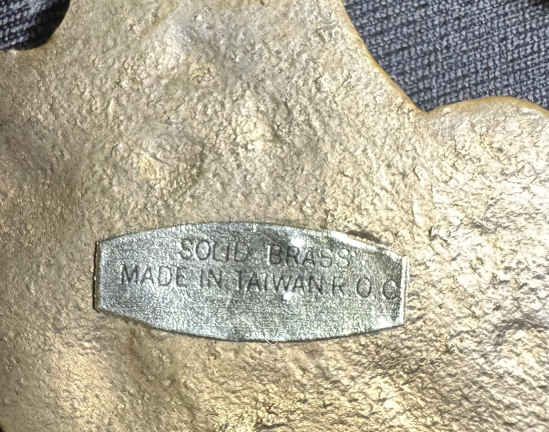 SOLID BRASS
MADE IN TAIWAN R.O.C